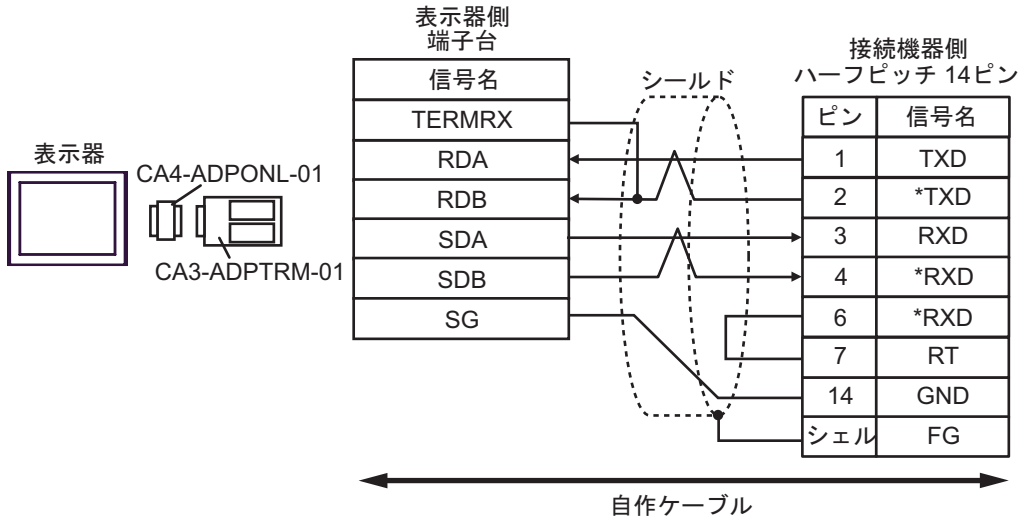 表示器側
端子台
接続機器側
ハーフピッチ 14ピン
シールド
信号名
ピン 信号名
TERMRX
RDA
1 TXD
RDB
2 *TXD
SDA
3 RXD
SDB
4 *RXD
SG
6 *RXD
7 RT
14 GND
シェル FG
表示器
CA4-ADPONL-01
CA3-ADPTRM-01
自作ケーブル